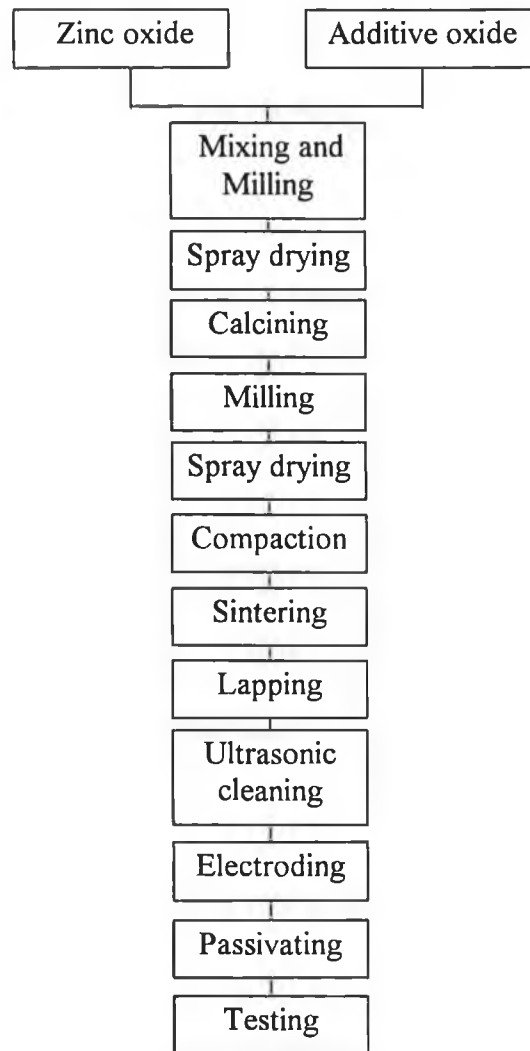 Zinc oxide
Additive oxide
Mixing and
Milling
Spray drying
Calcining
Milling
Spray drying
Compaction
Sintering
Lapping
Ultrasonic
cleaning
Electroding
Passivating
Testing